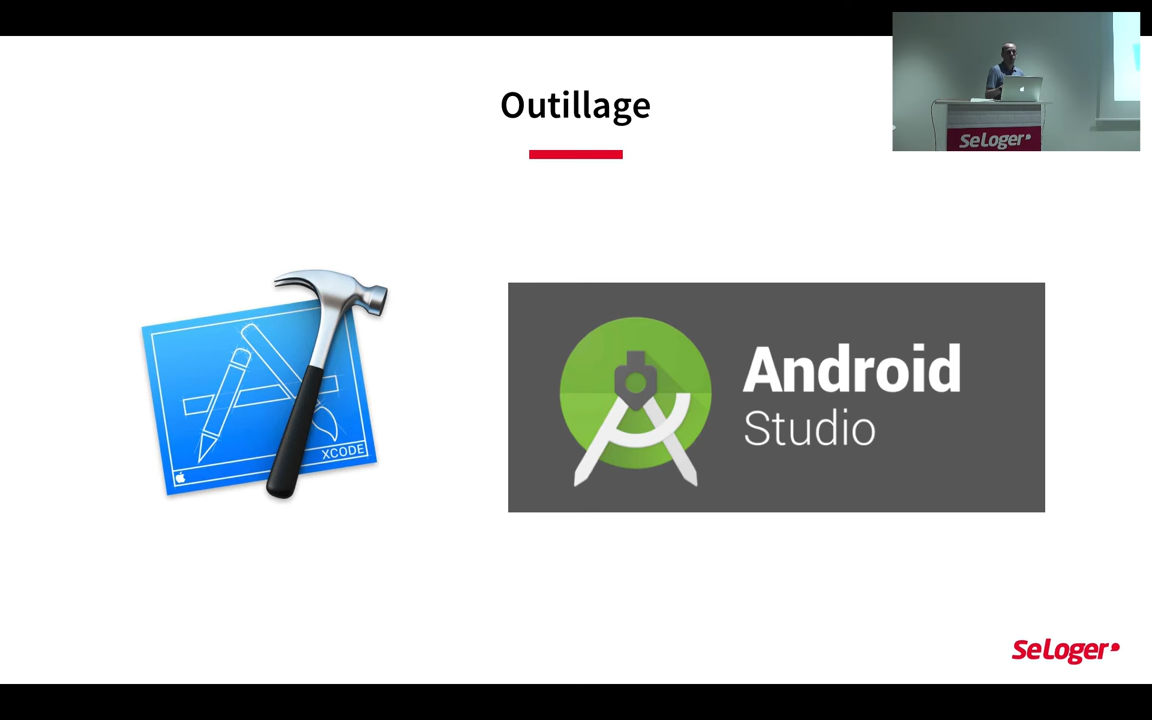 Outillage
SeLoger
XCODE
Android
Studio
SeLoger